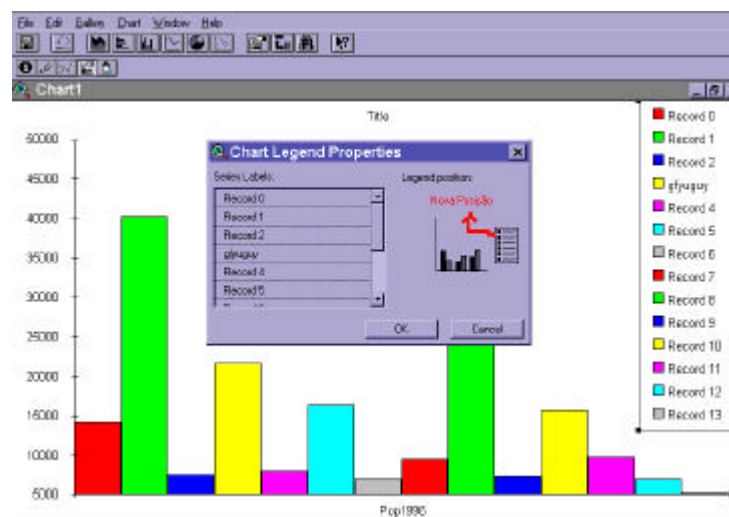 File Edit Gallery Chart Window Help
Chart1
Title
60000
45000
40000
35000
30000
25000
20000
15000
10000
5000
Pop1996
Record 0
Record 1
Record 2
gfyuguy
Record 4
Record 5
Record 6
Record 7
Record 8
Record 9
Record 10
Record 11
Record 12
Record 13
Chart Legend Properties
Series Labels:
Record 0
Record 1
Record 2
gfyuguy
Record 4
Record 5
Legend position:
Nova Posição
OK
Cancel